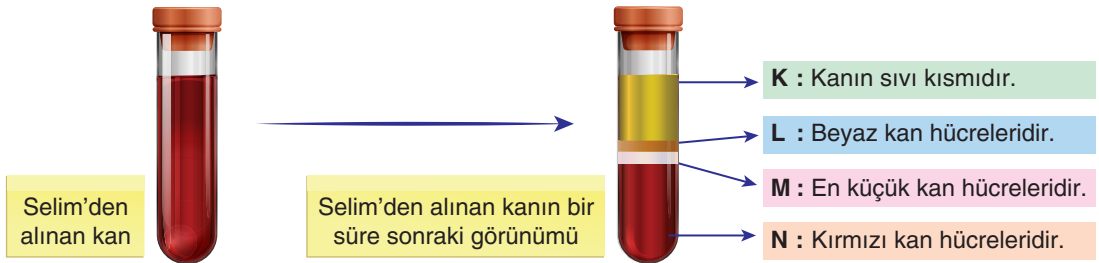 Selim’den
alınan kan
Selim’den alınan kanın bir
süre sonraki görünümü
K : Kanın sıvı kısmıdır.
L : Beyaz kan hücreleridir.
M : En küçük kan hücreleridir.
N : Kırmızı kan hücreleridir.